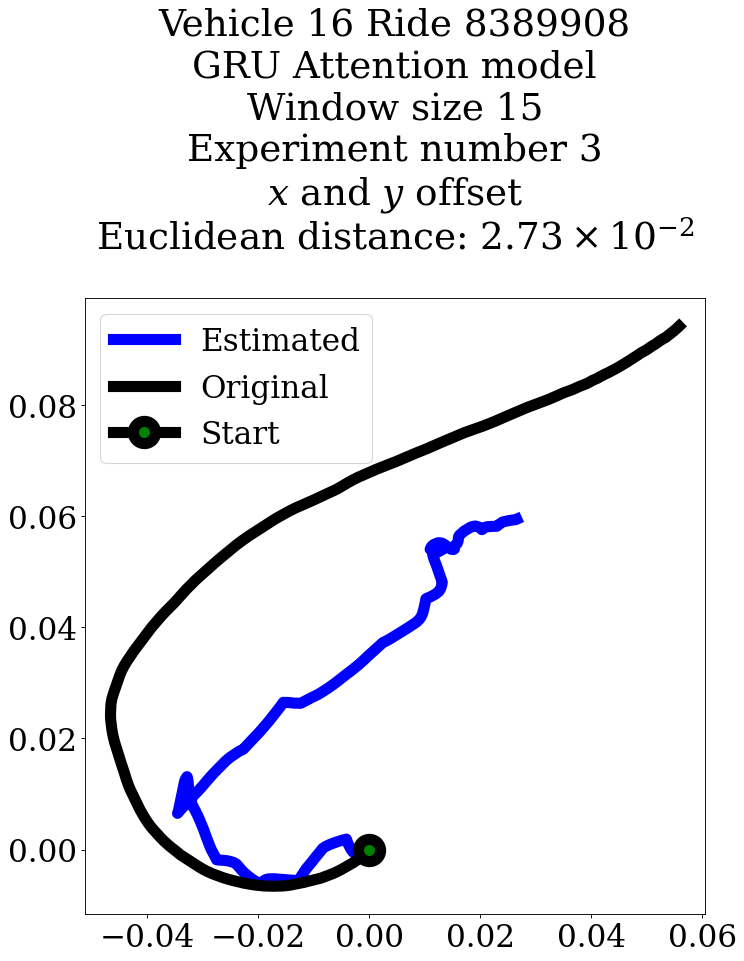 Vehicle 16 Ride 8389908
GRU Attention model
Window size 15
Experiment number 3
x and y offset
Euclidean distance: 2.73 × 10⁻²
Estimated
Original
Start
0.08
0.06
0.04
0.02
0.00
−0.04 −0.02 0.00 0.02 0.04 0.06